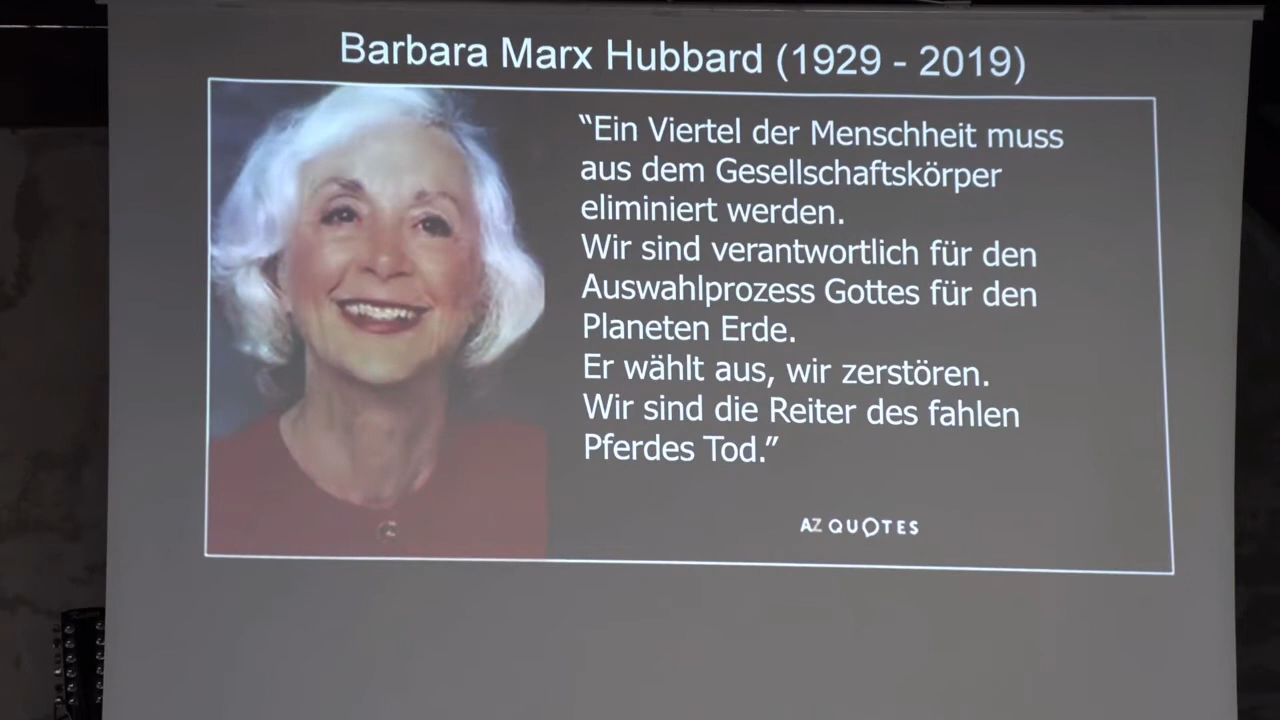 Barbara Marx Hubbard (1929 - 2019)
“Ein Viertel der Menschheit muss
aus dem Gesellschaftskörper
eliminiert werden.
Wir sind verantwortlich für den
Auswahlprozess Gottes für den
Planeten Erde.
Er wählt aus, wir zerstören.
Wir sind die Reiter des fahlen
Pferdes Tod.”
AZ QUOTES